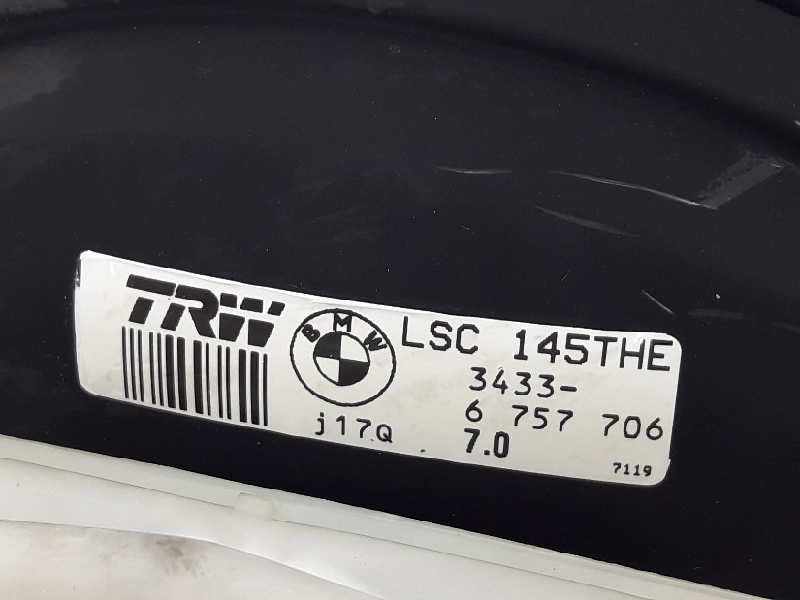 TRW BMW LSC 145THE
3433-
6 757 706
j17Q 7.0
7119